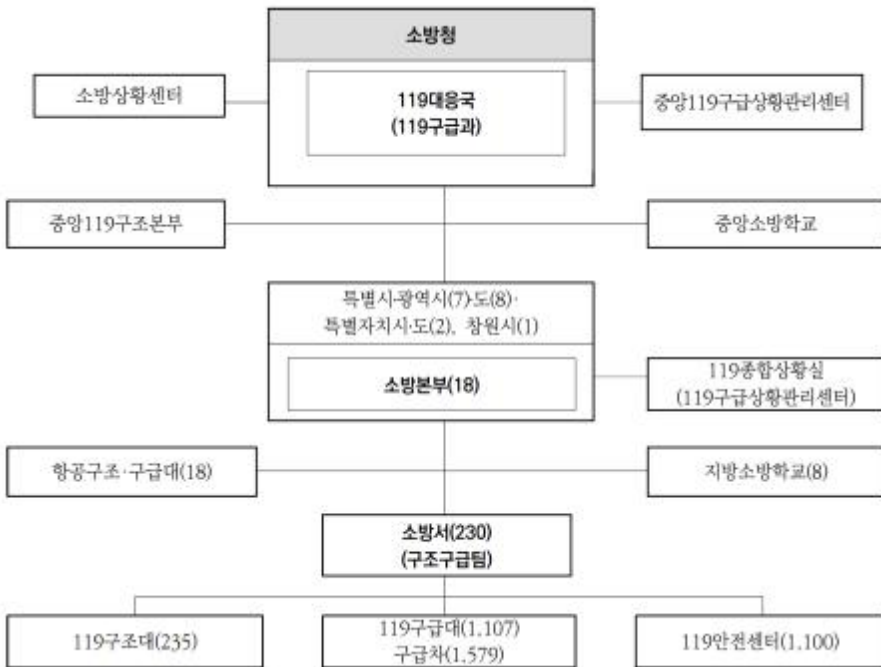 소방청
소방상황센터
119대응국
(119구급과)
중앙119구급상황관리센터
중앙119구조본부
중앙소방학교
특별시·광역시(7)·도(8)·
특별자치시·도(2), 창원시(1)
소방본부(18)
119종합상황실
(119구급상황관리센터)
항공구조·구급대(18)
지방소방학교(8)
소방서(230)
(구조구급팀)
119구조대(235)
119구급대(1,107)
구급차(1,579)
119안전센터(1,100)